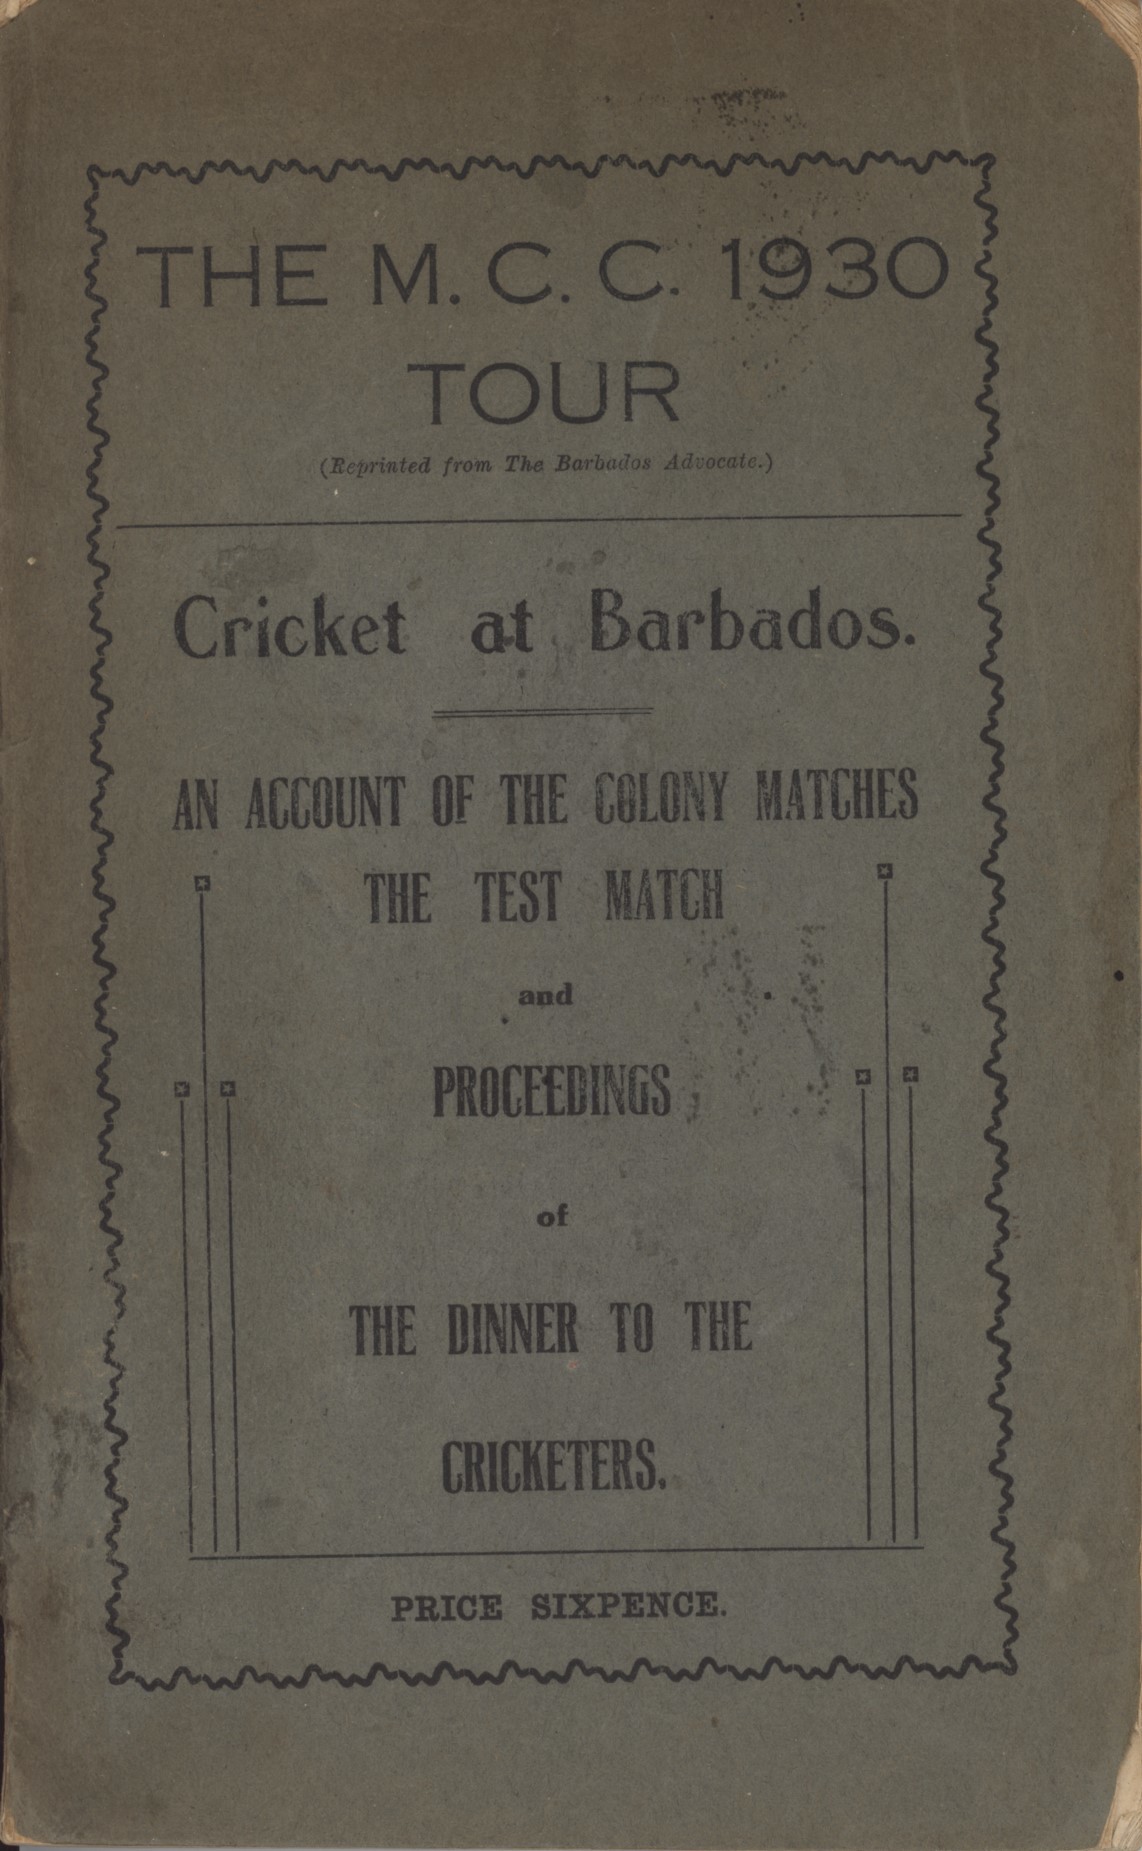 THE M. C. C. 1930
TOUR
(Reprinted from The Barbados Advocate.)
Cricket at Barbados.
AN ACCOUNT OF THE COLONY MATCHES
THE TEST MATCH
and
PROCEEDINGS
of
THE DINNER TO THE
CRICKETERS.
PRICE SIXPENCE.